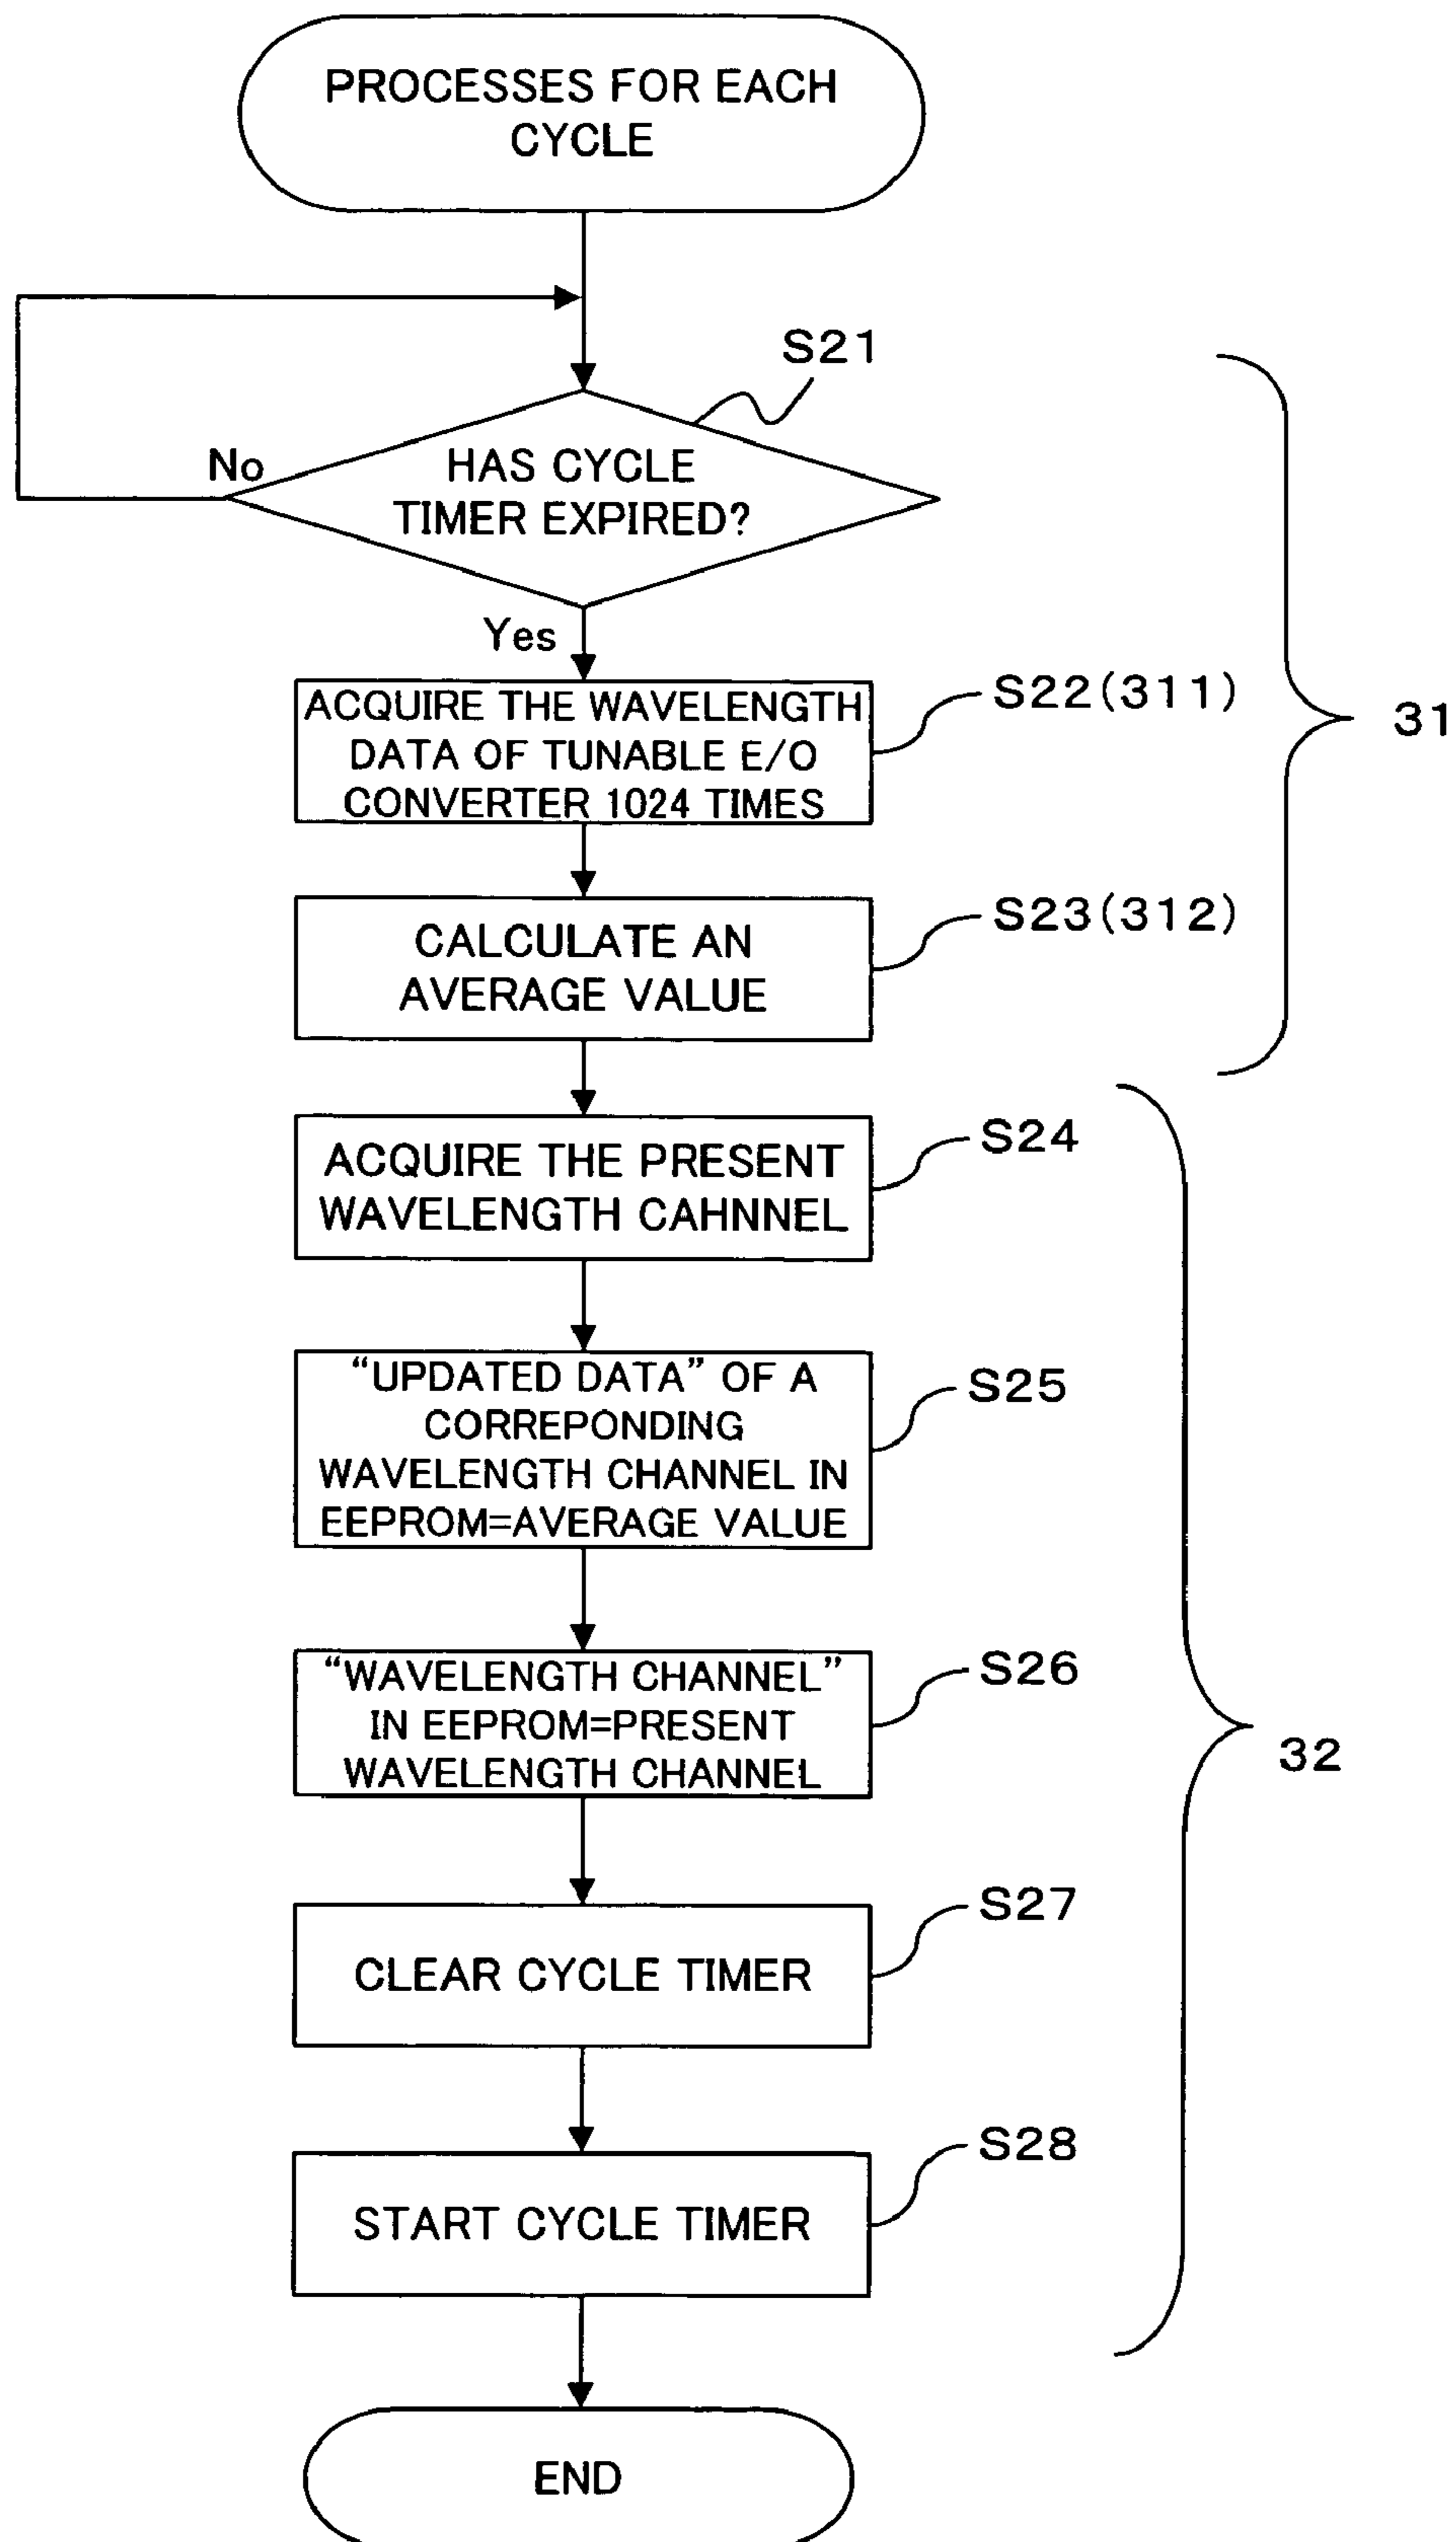 PROCESSES FOR EACH
CYCLE
S21
No
HAS CYCLE
TIMER EXPIRED?
Yes
ACQUIRE THE WAVELENGTH
DATA OF TUNABLE E/O
CONVERTER 1024 TIMES
S22(311)
31
CALCULATE AN
AVERAGE VALUE
S23(312)
ACQUIRE THE PRESENT
WAVELENGTH CAHNNEL
S24
“UPDATED DATA” OF A
CORREPONDING
WAVELENGTH CHANNEL IN
EEPROM=AVERAGE VALUE
S25
“WAVELENGTH CHANNEL”
IN EEPROM=PRESENT
WAVELENGTH CHANNEL
S26
32
CLEAR CYCLE TIMER
S27
START CYCLE TIMER
S28
END